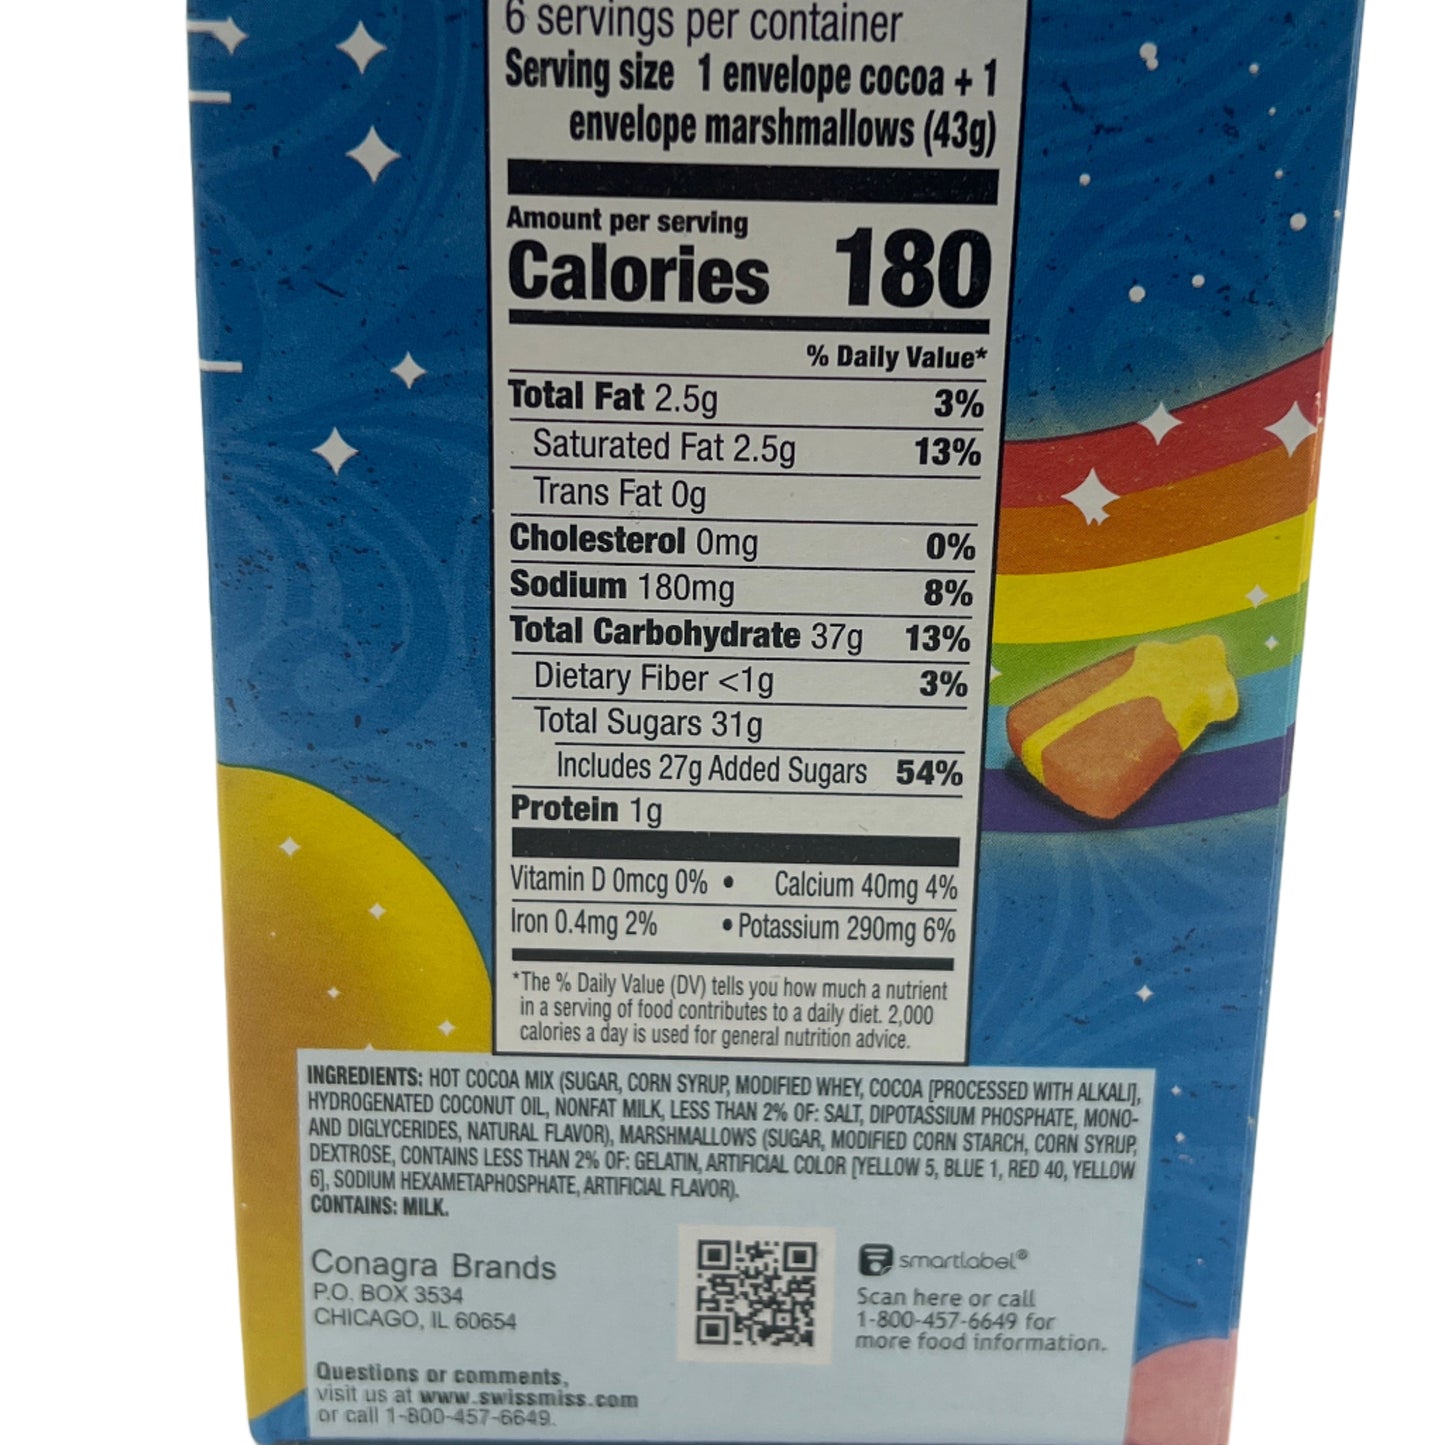 6 servings per container
Serving size 1 envelope cocoa + 1
envelope marshmallows (43g)
Amount per serving
Calories 180
% Daily Value*
Total Fat 2.5g 3%
Saturated Fat 2.5g 13%
Trans Fat 0g
Cholesterol 0mg 0%
Sodium 180mg 8%
Total Carbohydrate 37g 13%
Dietary Fiber <1g 3%
Total Sugars 31g
Includes 27g Added Sugars 54%
Protein 1g
Vitamin D 0mcg 0% • Calcium 40mg 4%
Iron 0.4mg 2% • Potassium 290mg 6%
*The % Daily Value (DV) tells you how much a nutrient
in a serving of food contributes to a daily diet. 2,000
calories a day is used for general nutrition advice.
INGREDIENTS: HOT COCOA MIX (SUGAR, CORN SYRUP, MODIFIED WHEY, COCOA [PROCESSED WITH ALKALI],
HYDROGENATED COCONUT OIL, NONFAT MILK, LESS THAN 2% OF: SALT, DIPOTASSIUM PHOSPHATE, MONO-
AND DIGLYCERIDES, NATURAL FLAVOR), MARSHMALLOWS (SUGAR, MODIFIED CORN STARCH, CORN SYRUP,
DEXTROSE, CONTAINS LESS THAN 2% OF: GELATIN, ARTIFICIAL COLOR [YELLOW 5, BLUE 1, RED 40, YELLOW
6], SODIUM HEXAMETAPHOSPHATE, ARTIFICIAL FLAVOR).
CONTAINS: MILK.
Conagra Brands
P.O. BOX 3534
CHICAGO, IL 60654
Questions or comments,
visit us at www.swissmiss.com
or call 1-800-457-6649.
smartlabel®
Scan here or call
1-800-457-6649 for
more food information.